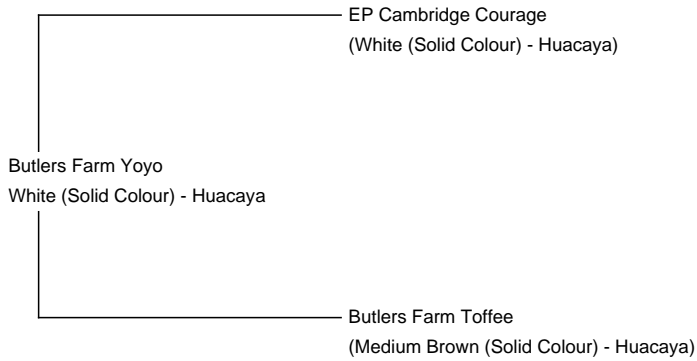 EP Cambridge Courage
(White (Solid Colour) - Huacaya)
Butlers Farm Yoyo
White (Solid Colour) - Huacaya
Butlers Farm Toffee
(Medium Brown (Solid Colour) - Huacaya)